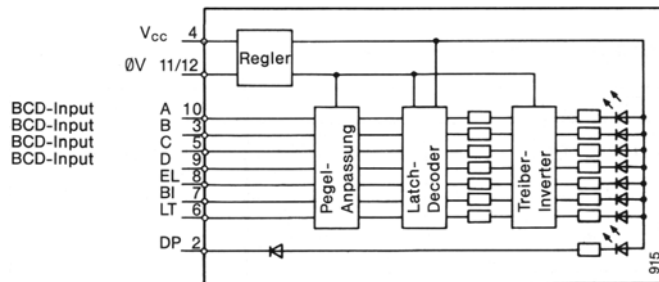 Vcc 4
ØV 11/12
Regler
BCD-Input A 10
BCD-Input B 3
BCD-Input C 5
BCD-Input D 9
EL 8
BI 7
LT 6
DP 2
Pegel-
Anpassung
Latch-
Decoder
Treiber-
Inverter
915